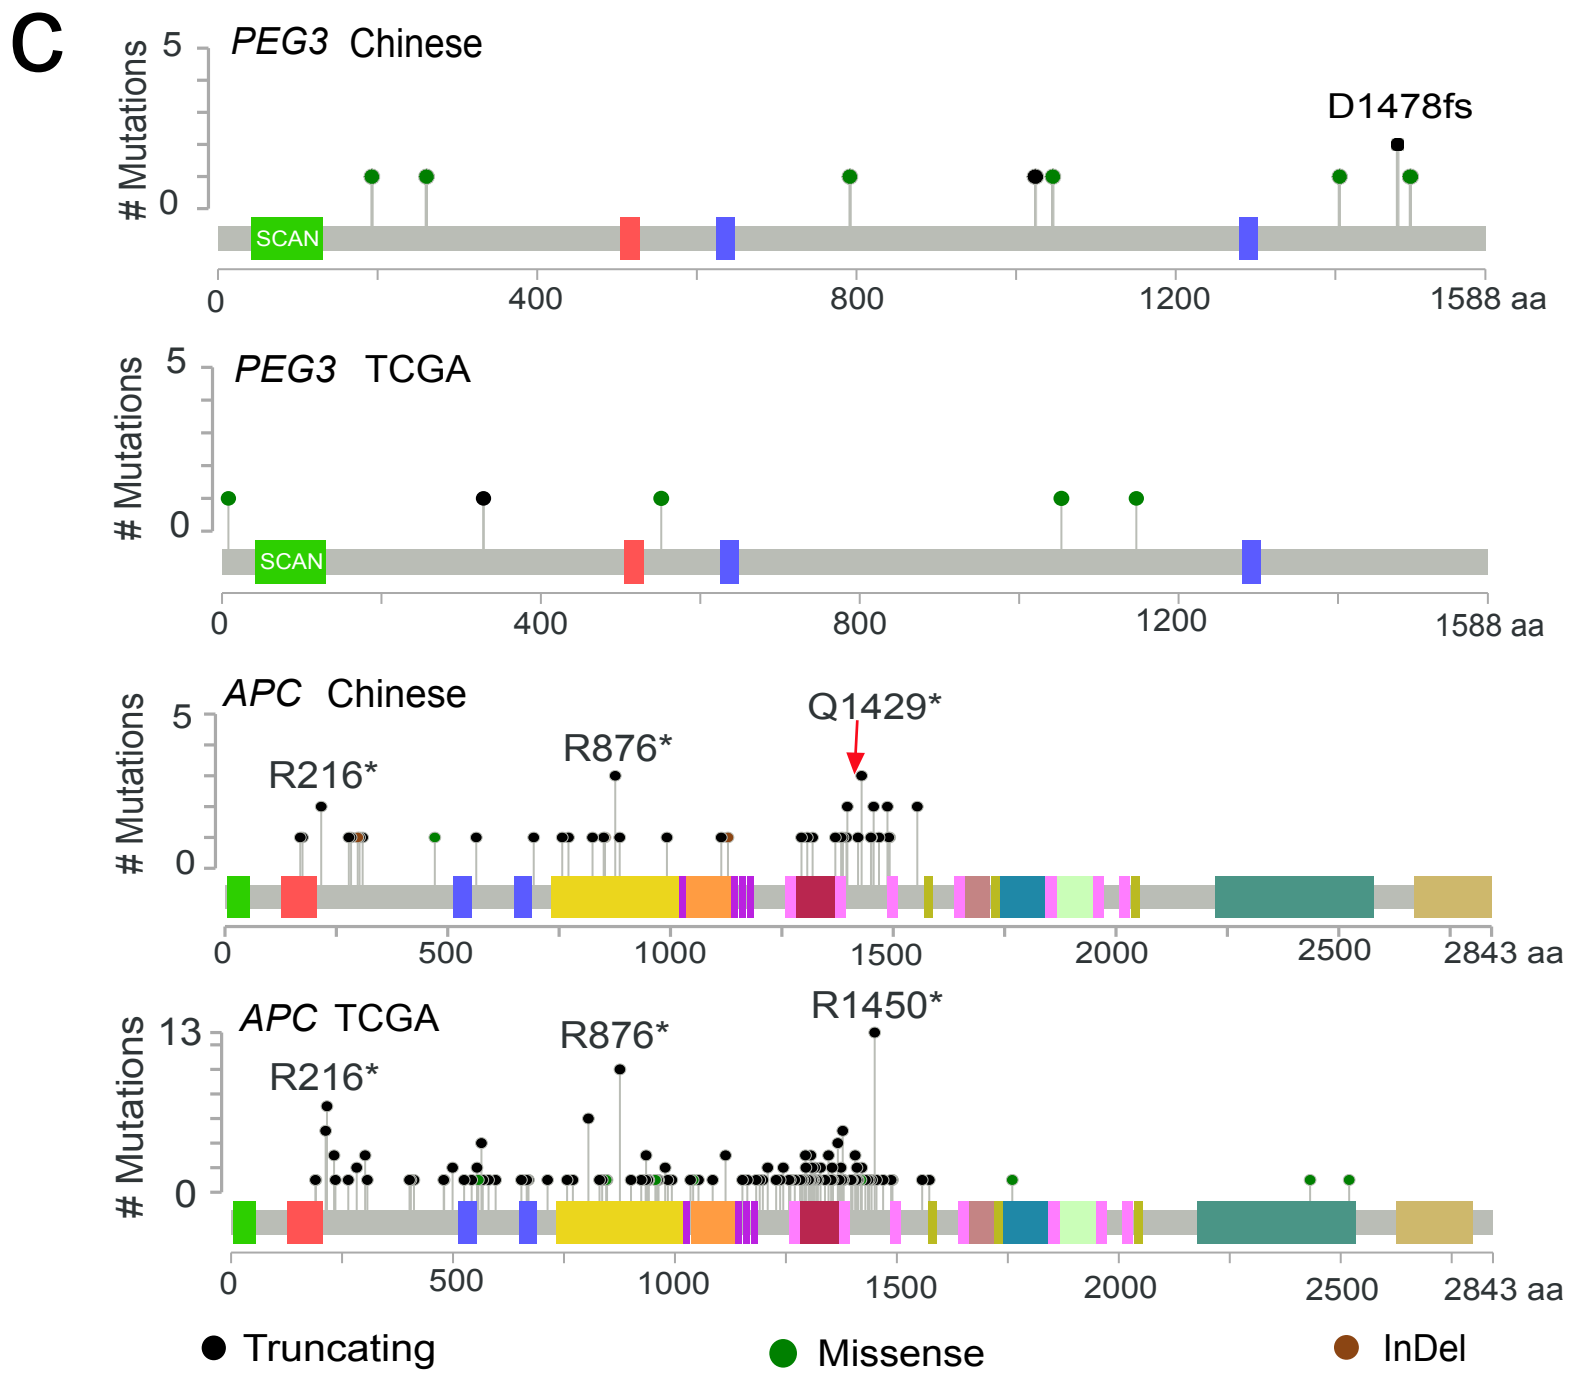 C
PEG3 Chinese
# Mutations
5
0
D1478fs
SCAN
0 400 800 1200 1588 aa
PEG3 TCGA
# Mutations
5
0
SCAN
0 400 800 1200 1588 aa
APC Chinese
# Mutations
5
0
R216*
R876*
Q1429*
0 500 1000 1500 2000 2500 2843 aa
APC TCGA
# Mutations
13
0
R216*
R876*
R1450*
0 500 1000 1500 2000 2500 2843 aa
Truncating Missense InDel